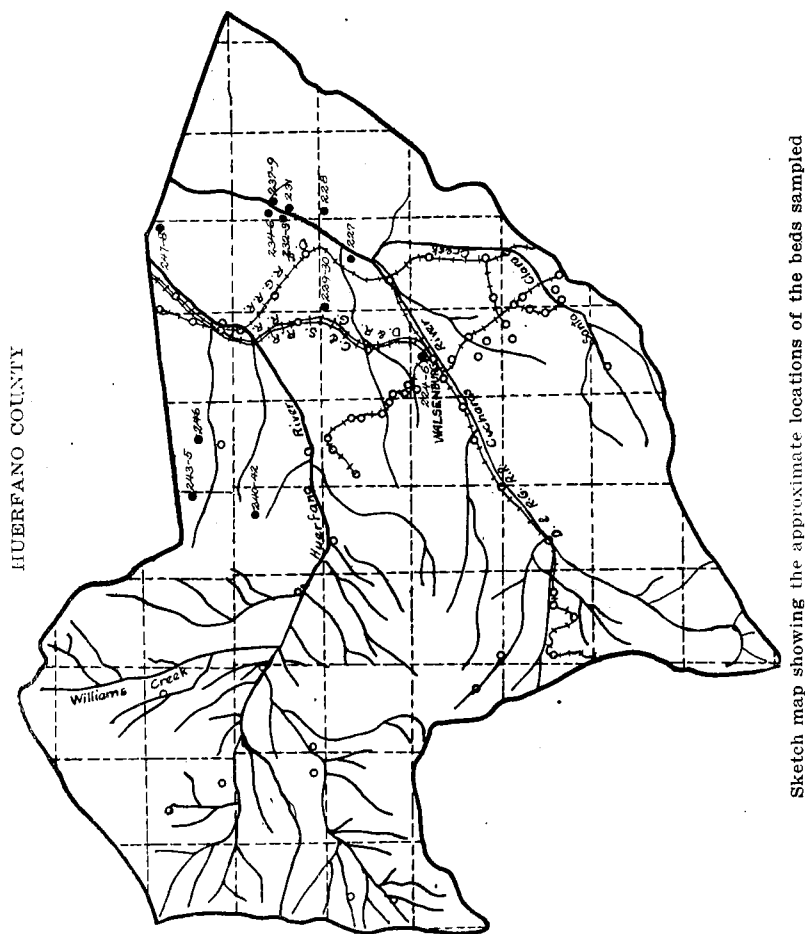 HUERFANO COUNTY
247-8
237-9
231
234-6
232-3
228
R.G.R.R.
227
229-30
D. & R.
C. & S. R.R.
Creek
Clara
Santa
River
224-6
WALSENBURG
Cucharas
D. & R.G.R.R.
246
243-5
240-42
Huerfano River
Williams Creek
Sketch map showing the approximate locations of the beds sampled